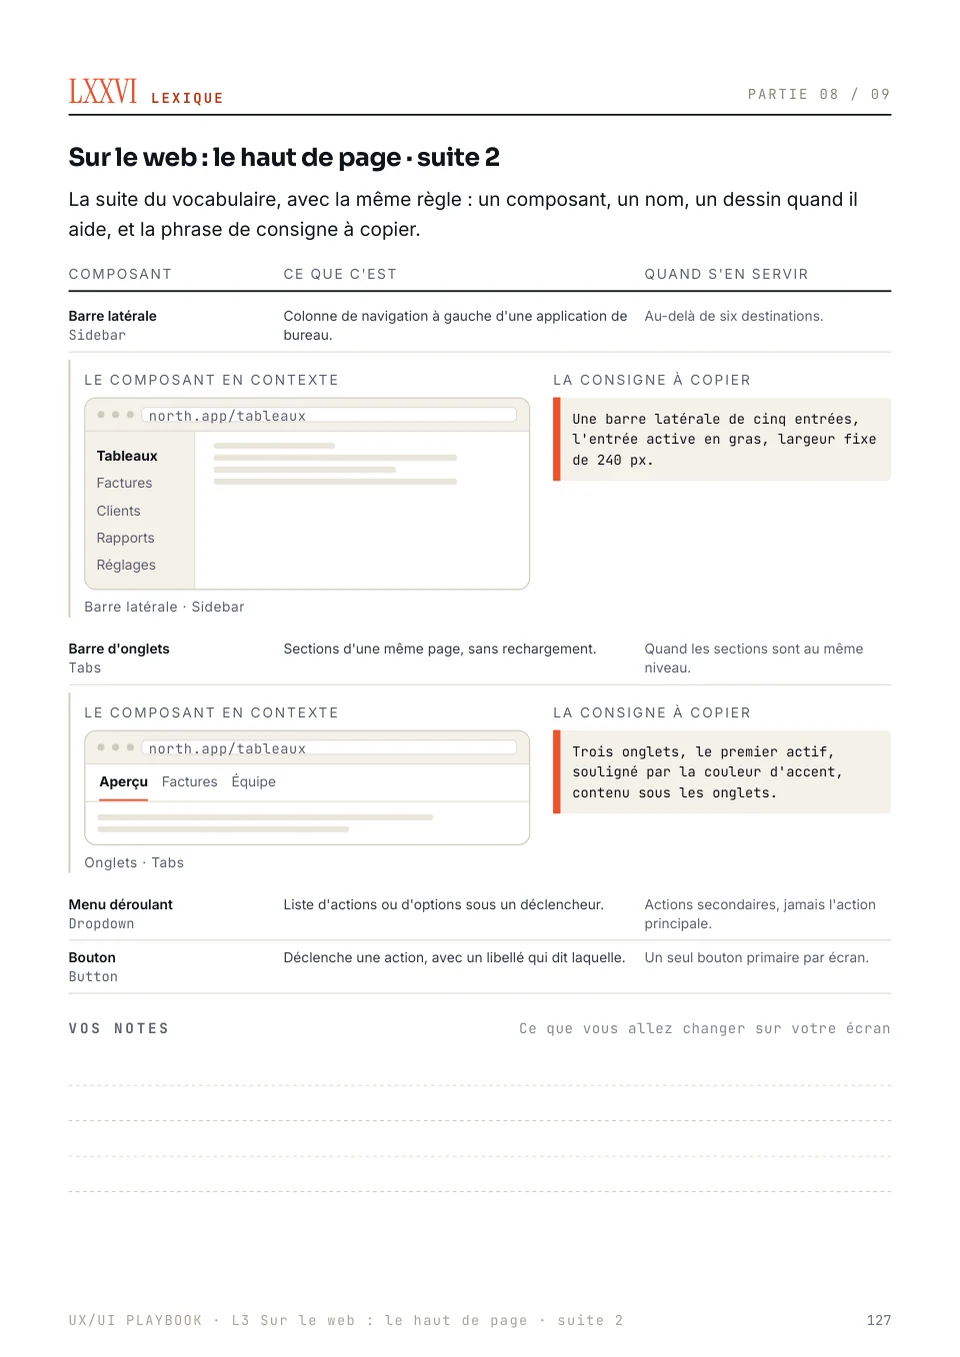 LXXVI LEXIQUE
PARTIE 08 / 09
Sur le web : le haut de page · suite 2
La suite du vocabulaire, avec la même règle : un composant, un nom, un dessin quand il
aide, et la phrase de consigne à copier.
COMPOSANT
CE QUE C'EST
QUAND S'EN SERVIR
Barre latérale
Sidebar
Colonne de navigation à gauche d'une application de
bureau.
Au-delà de six destinations.
LE COMPOSANT EN CONTEXTE
north.app/tableaux
Tableaux
Factures
Clients
Rapports
Réglages
Barre latérale · Sidebar
LA CONSIGNE À COPIER
Une barre latérale de cinq entrées,
l'entrée active en gras, largeur fixe
de 240 px.
Barre d'onglets
Tabs
Sections d'une même page, sans rechargement.
Quand les sections sont au même
niveau.
LE COMPOSANT EN CONTEXTE
north.app/tableaux
Aperçu Factures Équipe
Onglets · Tabs
LA CONSIGNE À COPIER
Trois onglets, le premier actif,
souligné par la couleur d'accent,
contenu sous les onglets.
Menu déroulant
Dropdown
Liste d'actions ou d'options sous un déclencheur.
Actions secondaires, jamais l'action
principale.
Bouton
Button
Déclenche une action, avec un libellé qui dit laquelle.
Un seul bouton primaire par écran.
VOS NOTES
Ce que vous allez changer sur votre écran
UX/UI PLAYBOOK · L3 Sur le web : le haut de page · suite 2
127